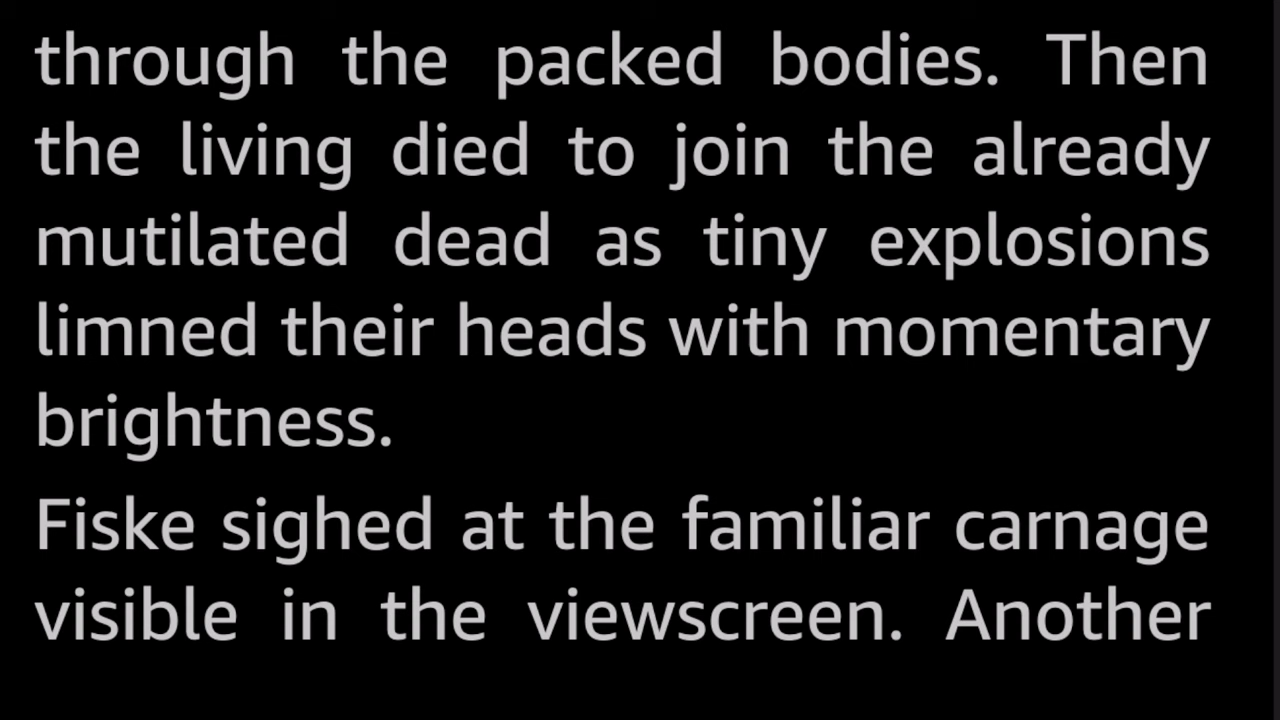 through the packed bodies. Then
the living died to join the already
mutilated dead as tiny explosions
limned their heads with momentary
brightness.
Fiske sighed at the familiar carnage
visible in the viewscreen. Another